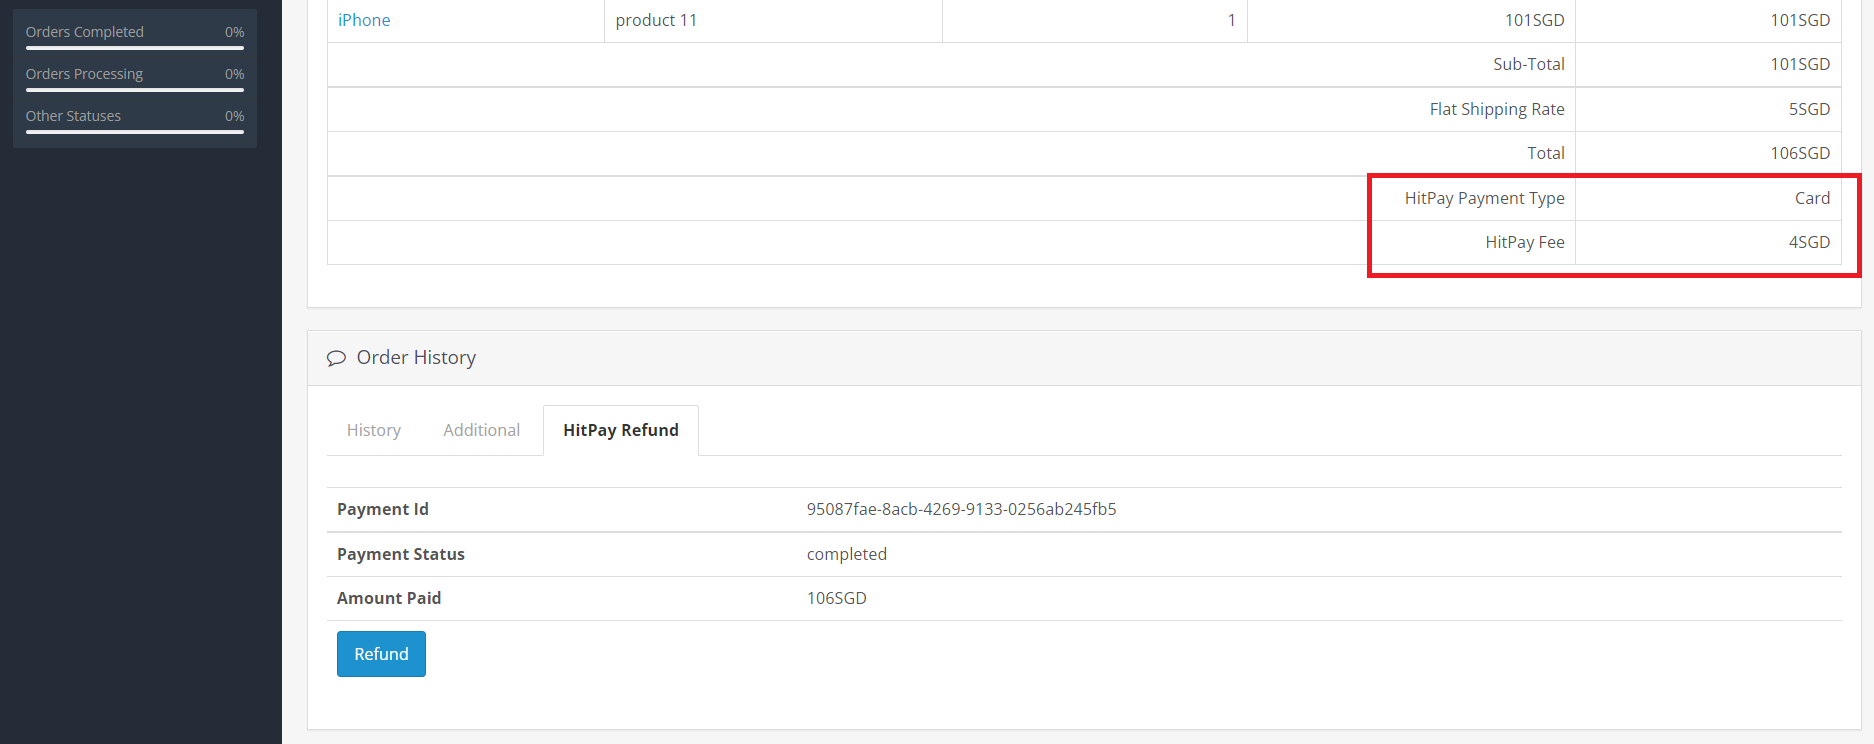 Orders Completed 0%
Orders Processing 0%
Other Statuses 0%
iPhone product 11 1 101SGD 101SGD
Sub-Total 101SGD
Flat Shipping Rate 5SGD
Total 106SGD
HitPay Payment Type Card
HitPay Fee 4SGD
Order History
History Additional HitPay Refund
Payment Id 95087fae-8acb-4269-9133-0256ab245fb5
Payment Status completed
Amount Paid 106SGD
Refund